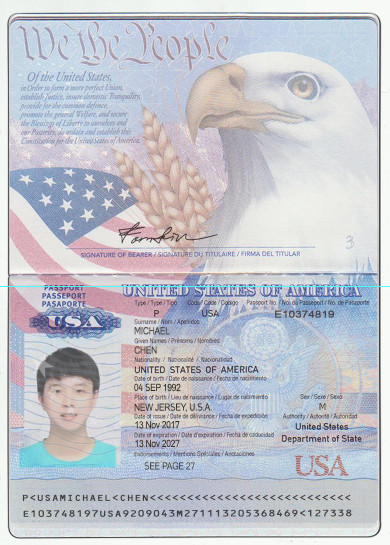 We the People
Of the United States,
in Order to form a more perfect Union,
establish Justice, insure domestic Tranquility,
provide for the common defence,
promote the general Welfare, and secure
the Blessings of Liberty to ourselves and
our Posterity, do ordain and establish this
Constitution for the United States of America.
SIGNATURE OF BEARER / SIGNATURE DU TITULAIRE / FIRMA DEL TITULAR
3
PASSPORT
PASSEPORT
PASAPORTE
USA
UNITED STATES OF AMERICA
Type / Type / Tipo Code / Code / Codigo Passport No. / No. du Passeport / No. de Pasaporte
P USA E10374819
Surname / Nom / Apellidos
MICHAEL
Given Names / Prénoms / Nombres
CHEN
Nationality / Nationalité / Nacionalidad
UNITED STATES OF AMERICA
Date of birth / Date de naissance / Fecha de nacimiento
04 SEP 1992
Place of birth / Lieu de naissance / Lugar de nacimiento Sex / Sexe / Sexo
NEW JERSEY, U.S.A M
Date of issue / Date de délivrance / Fecha de expedición Authority / Autorité / Autoridad
13 Nov 2017 United States
Date of expiration / Date d'expiration / Fecha de caducidad Department of State
13 Nov 2027
Endorsements / Mentions Spéciales / Anotaciones
SEE PAGE 27
USA
P<USAMICHAEL<CHEN<<<<<<<<<<<<<<<<<<<<<<<<<<<
E103748197USA9209043M271113205368469<127338